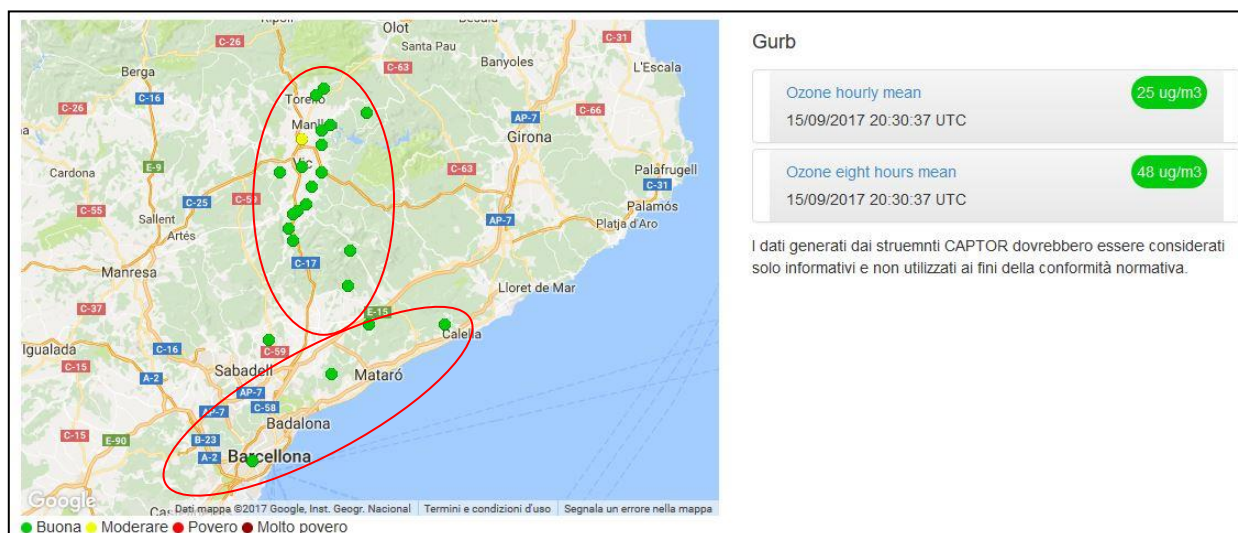 Ripoll
Olot
C-26
Santa Pau
C-31
Banyoles
L'Escala
Berga
C-63
C-16
Torelló
C-26
C-66
Manll
AP-7
Girona
Vic
E-9
C-63
Palafrugell
Cardona
C-31
C-59
C-25
Palamós
C-55
Sallent
AP-7
Platja d'Aro
Artés
C-17
Manresa
Lloret de Mar
C-37
E-15
Calella
Igualada
C-16
C-59
Sabadell
Mataró
C-15
A-2
AP-7
AP-7
C-58
Badalona
C-15
E-90
B-23
A-2
Barcellona
Google
Dati mappa ©2017 Google, Inst. Geogr. Nacional
Termini e condizioni d'uso
Segnala un errore nella mappa
Buona Moderare Povero Molto povero
Gurb
Ozone hourly mean 25 ug/m3
15/09/2017 20:30:37 UTC
Ozone eight hours mean 48 ug/m3
15/09/2017 20:30:37 UTC
I dati generati dai struemnti CAPTOR dovrebbero essere considerati
solo informativi e non utilizzati ai fini della conformità normativa.